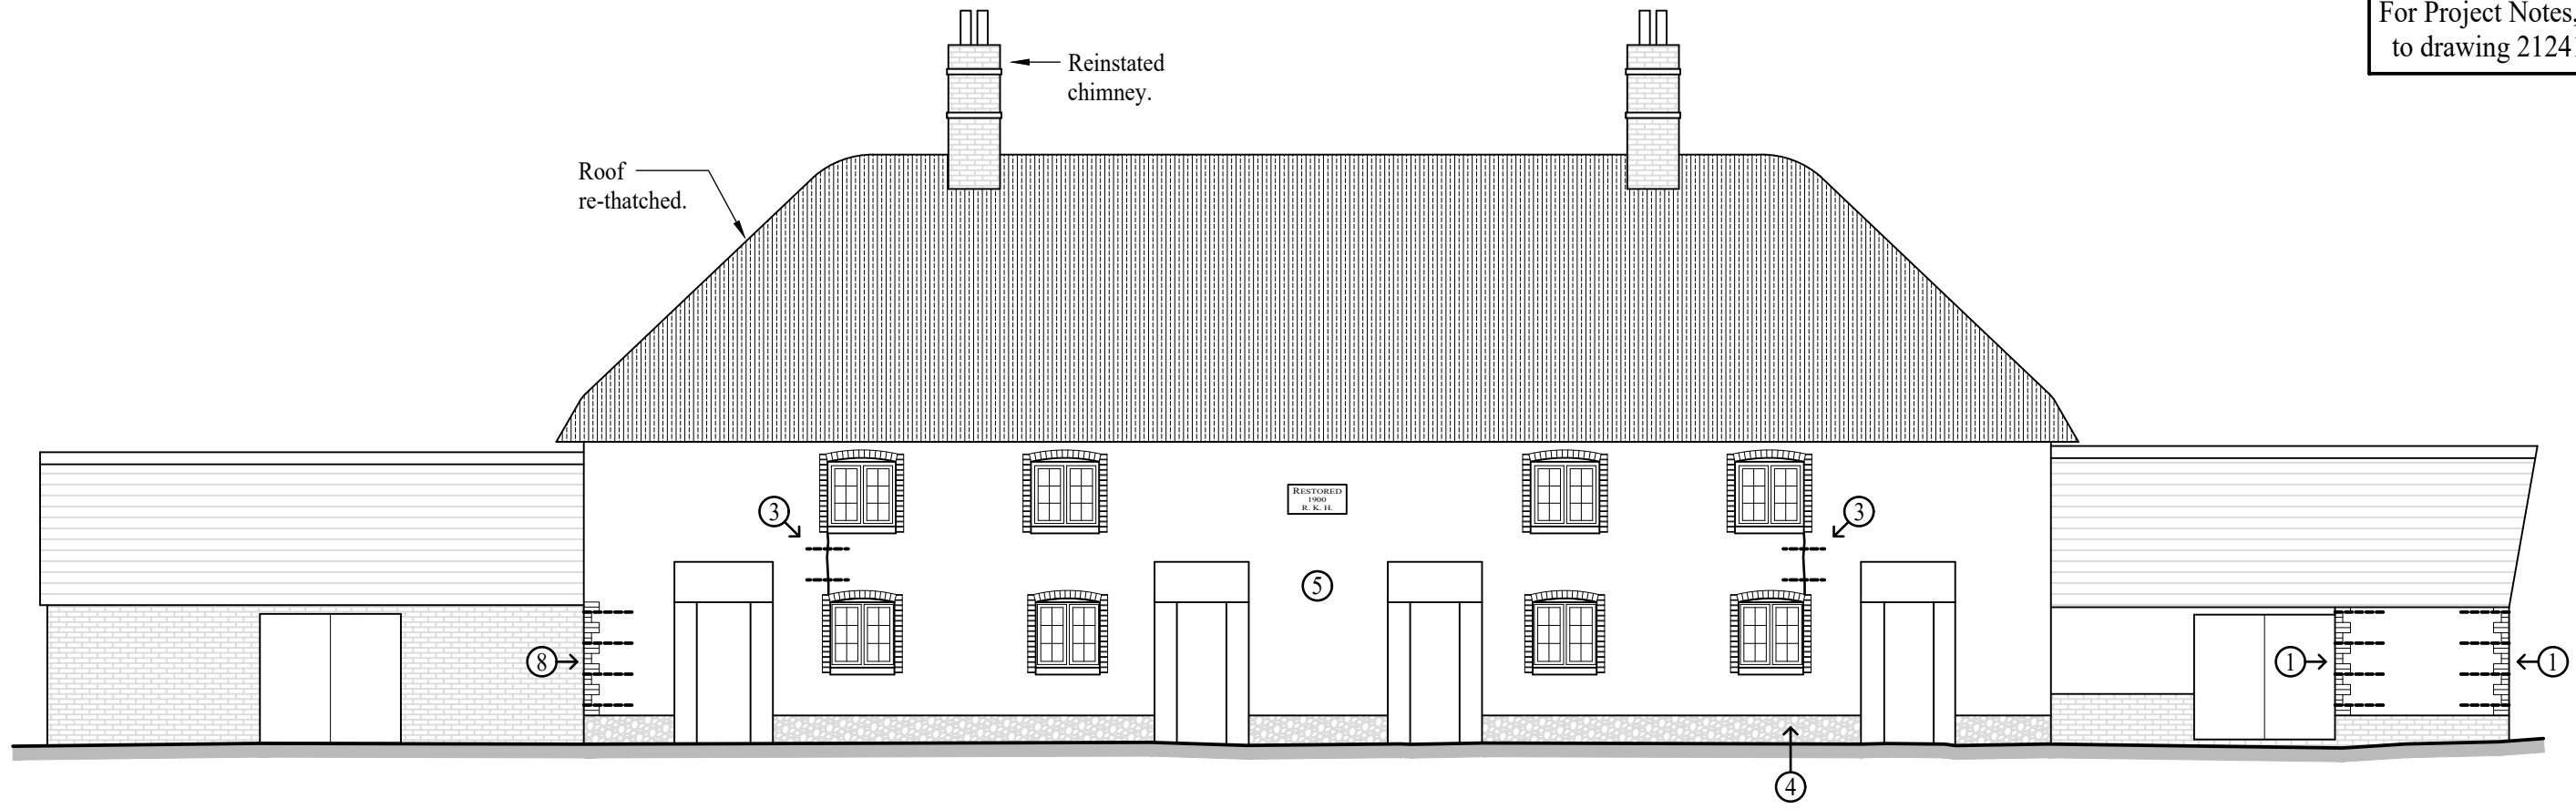 For Project Notes,
to drawing 21241
Reinstated
chimney.
Roof
re-thatched.
RESTORED
1900
R. K. H.
3
3
5
8
1
1
4